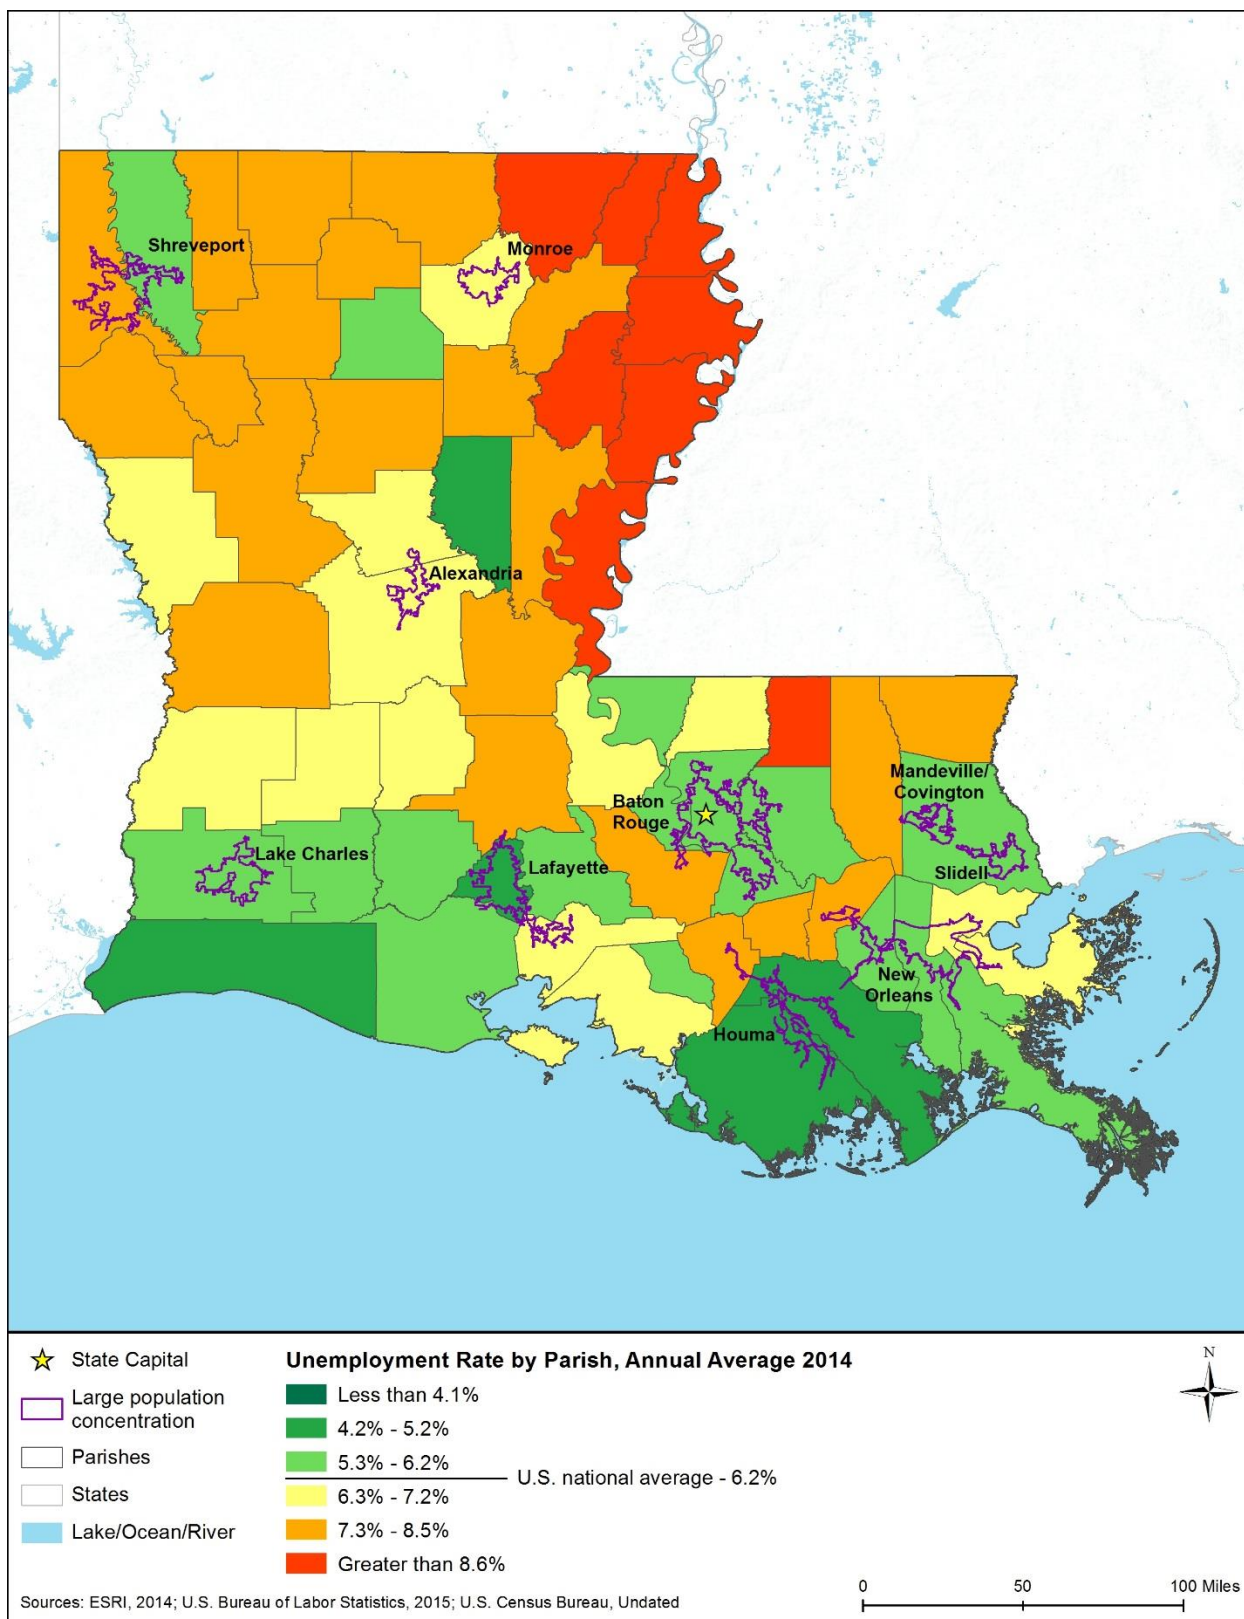 Shreveport
Monroe
Alexandria
Mandeville/
Covington
Baton
Rouge
Lake Charles
Lafayette
Slidell
New
Orleans
Houma
State Capital
Large population
concentration
Parishes
States
Lake/Ocean/River
Unemployment Rate by Parish, Annual Average 2014
Less than 4.1%
4.2% - 5.2%
5.3% - 6.2%
U.S. national average - 6.2%
6.3% - 7.2%
7.3% - 8.5%
Greater than 8.6%
N
0 50 100 Miles
Sources: ESRI, 2014; U.S. Bureau of Labor Statistics, 2015; U.S. Census Bureau, Undated